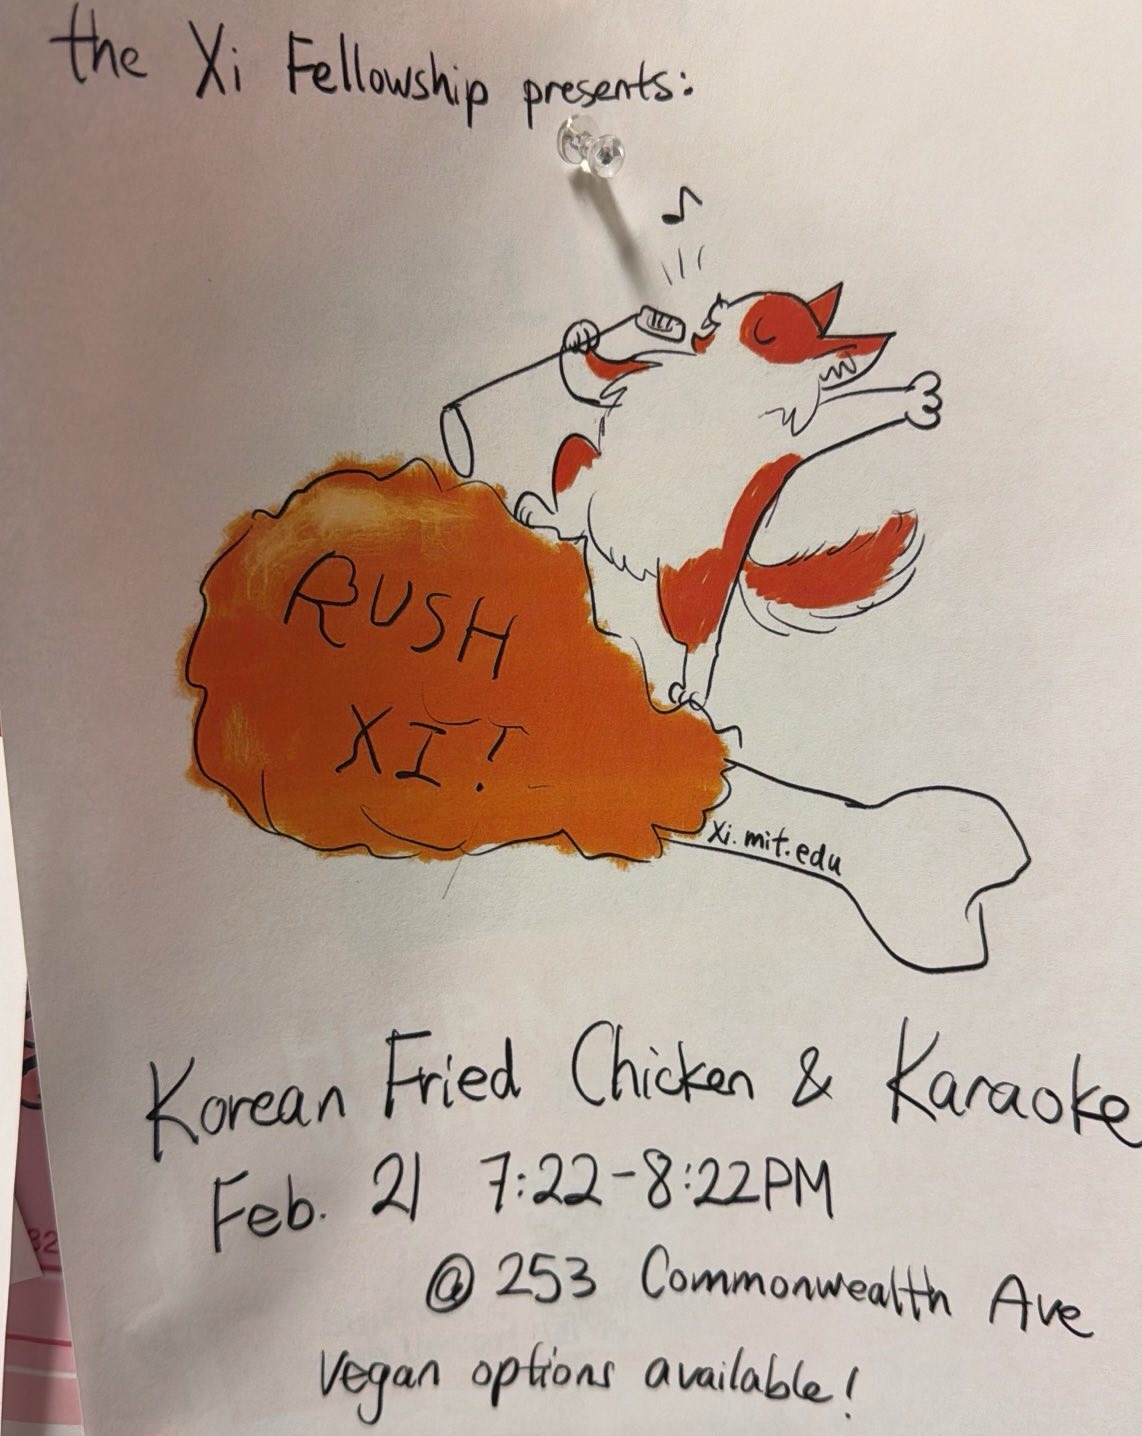 the Xi Fellowship presents:
RUSH
XI!
xi.mit.edu
Korean Fried Chicken & Karaoke
Feb. 21 7:22-8:22PM
@ 253 Commonwealth Ave
vegan options available!
32